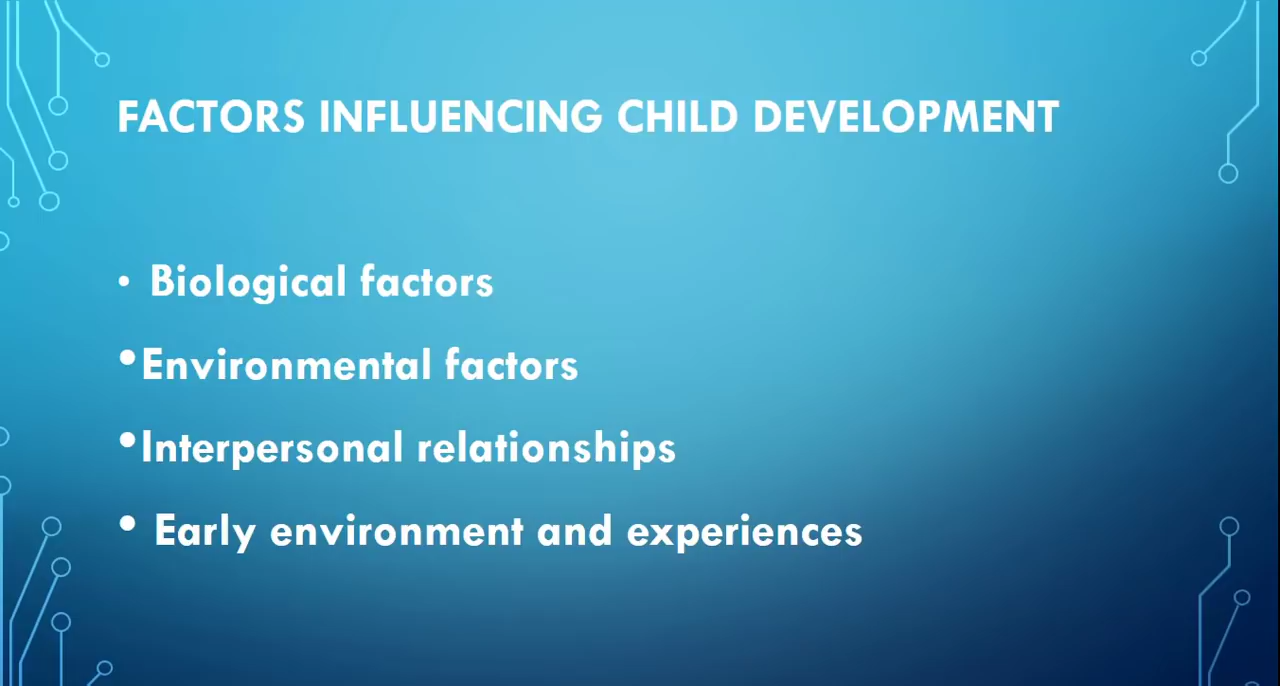 FACTORS INFLUENCING CHILD DEVELOPMENT
• Biological factors
•Environmental factors
•Interpersonal relationships
• Early environment and experiences